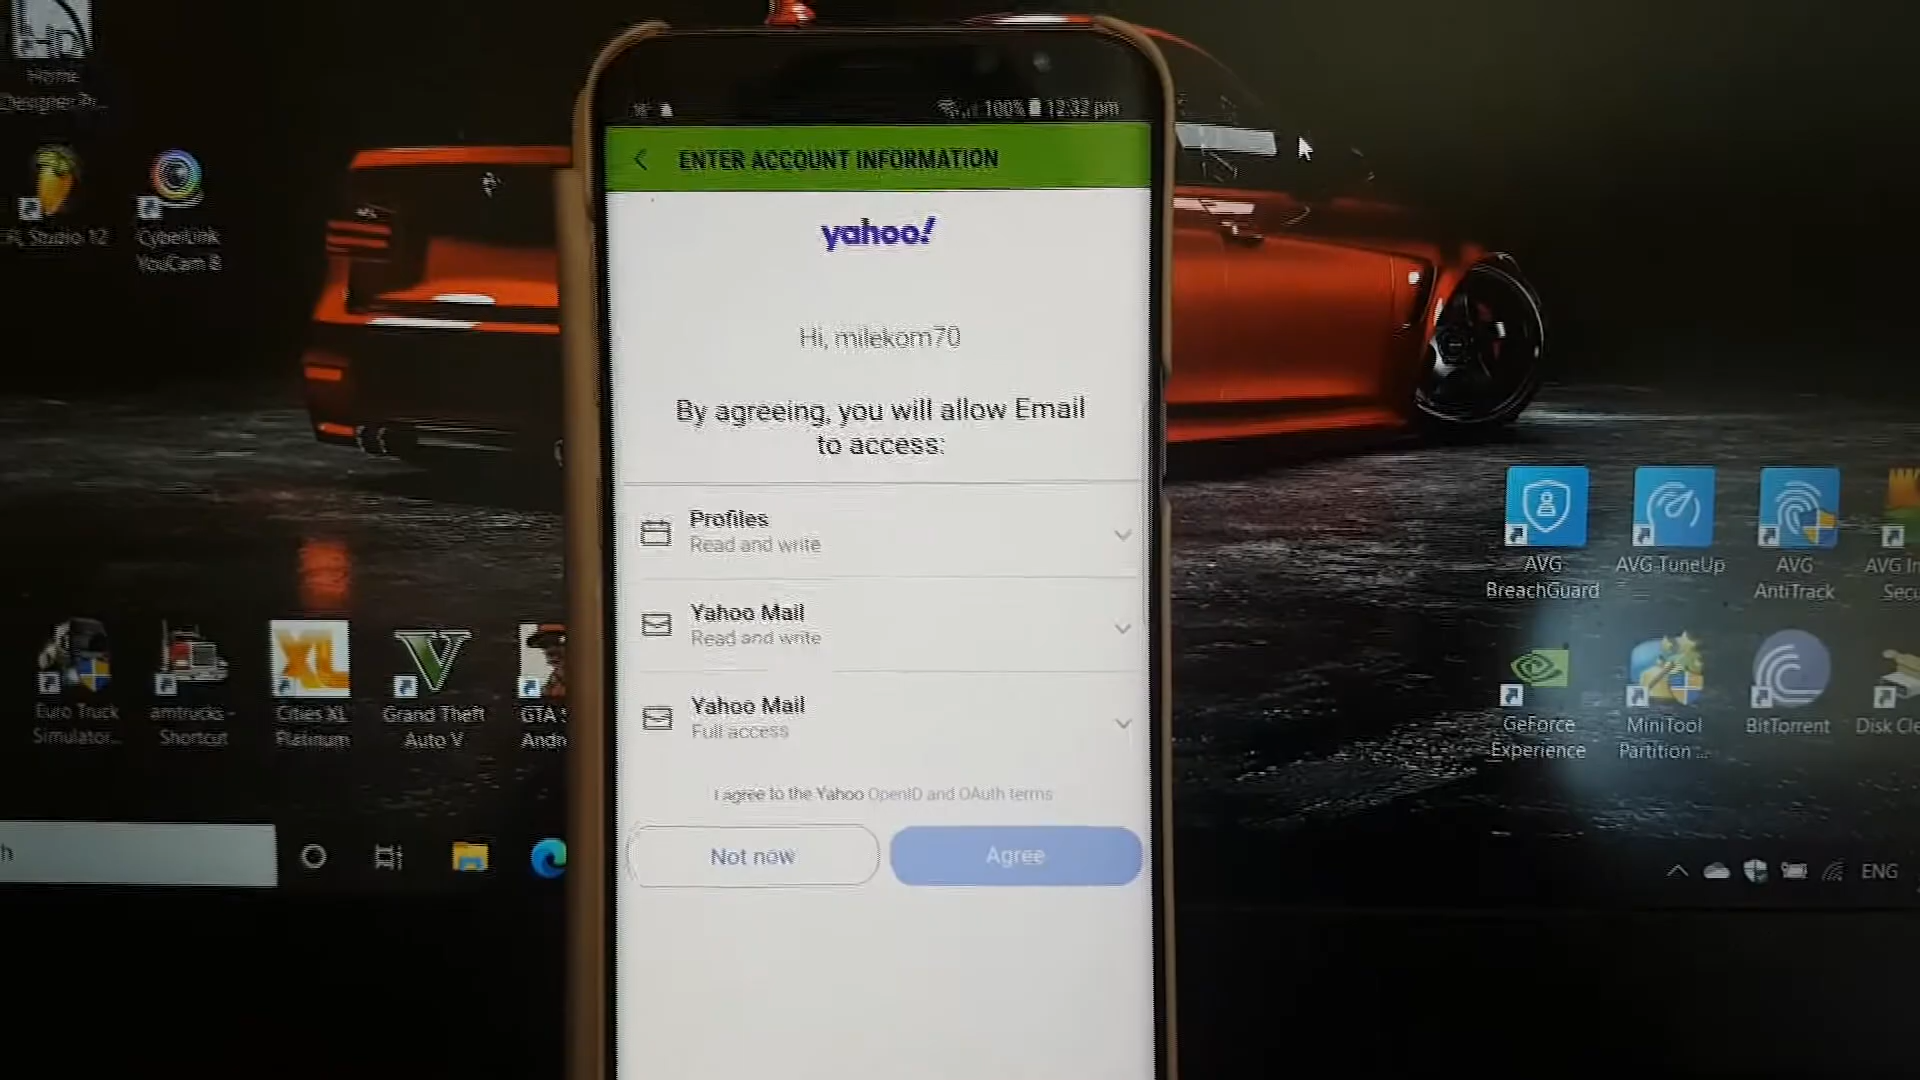 Home
Designer Pr...
FL Studio 12
CyberLink
YouCam 8
Euro Truck
Simulator...
amtrucks -
Shortcut
Cities XL
Platinum
Grand Theft
Auto V
GTA
Andr
100% 12:32 pm
ENTER ACCOUNT INFORMATION
yahoo!
Hi, milekom70
By agreeing, you will allow Email
to access:
Profiles
Read and write
Yahoo Mail
Read and write
Yahoo Mail
Full access
I agree to the Yahoo OpenID and OAuth terms
Not now
Agree
AVG
BreachGuard
AVG TuneUp
AVG
AntiTrack
AVG In
Secu
GeForce
Experience
MiniTool
Partition ...
BitTorrent
Disk Cle
ENG